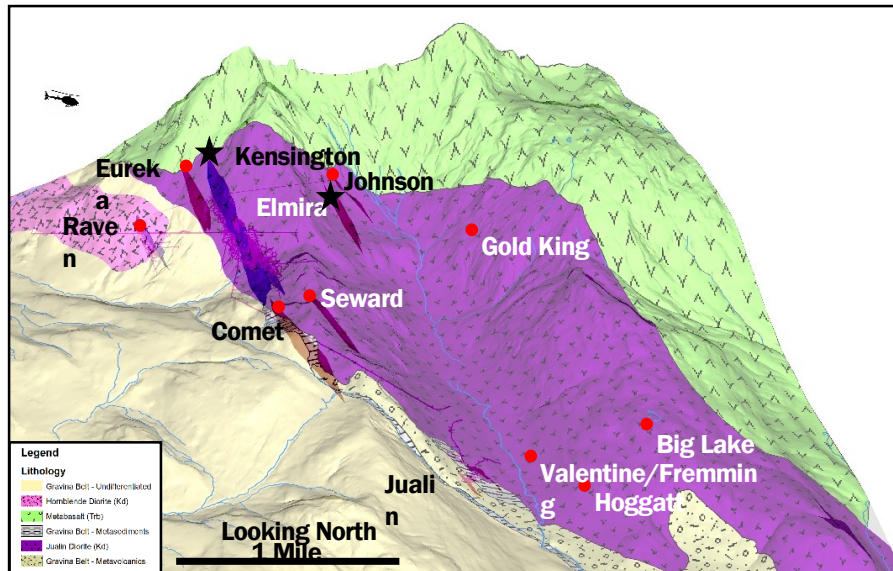 Kensington
Eurek
a
Johnson
Elmira
Rave
n
Gold King
Seward
Comet
Big Lake
Valentine/Fremmin
g
Hoggatt
Juali
n
Looking North
1 Mile
Legend
Lithology
Gravina Belt - Undifferentiated
Hornblende Diorite (Kd)
Metabasalt (Trb)
Gravina Belt - Metasediments
Jualin Diorite (Kd)
Gravina Belt - Metavolcanics